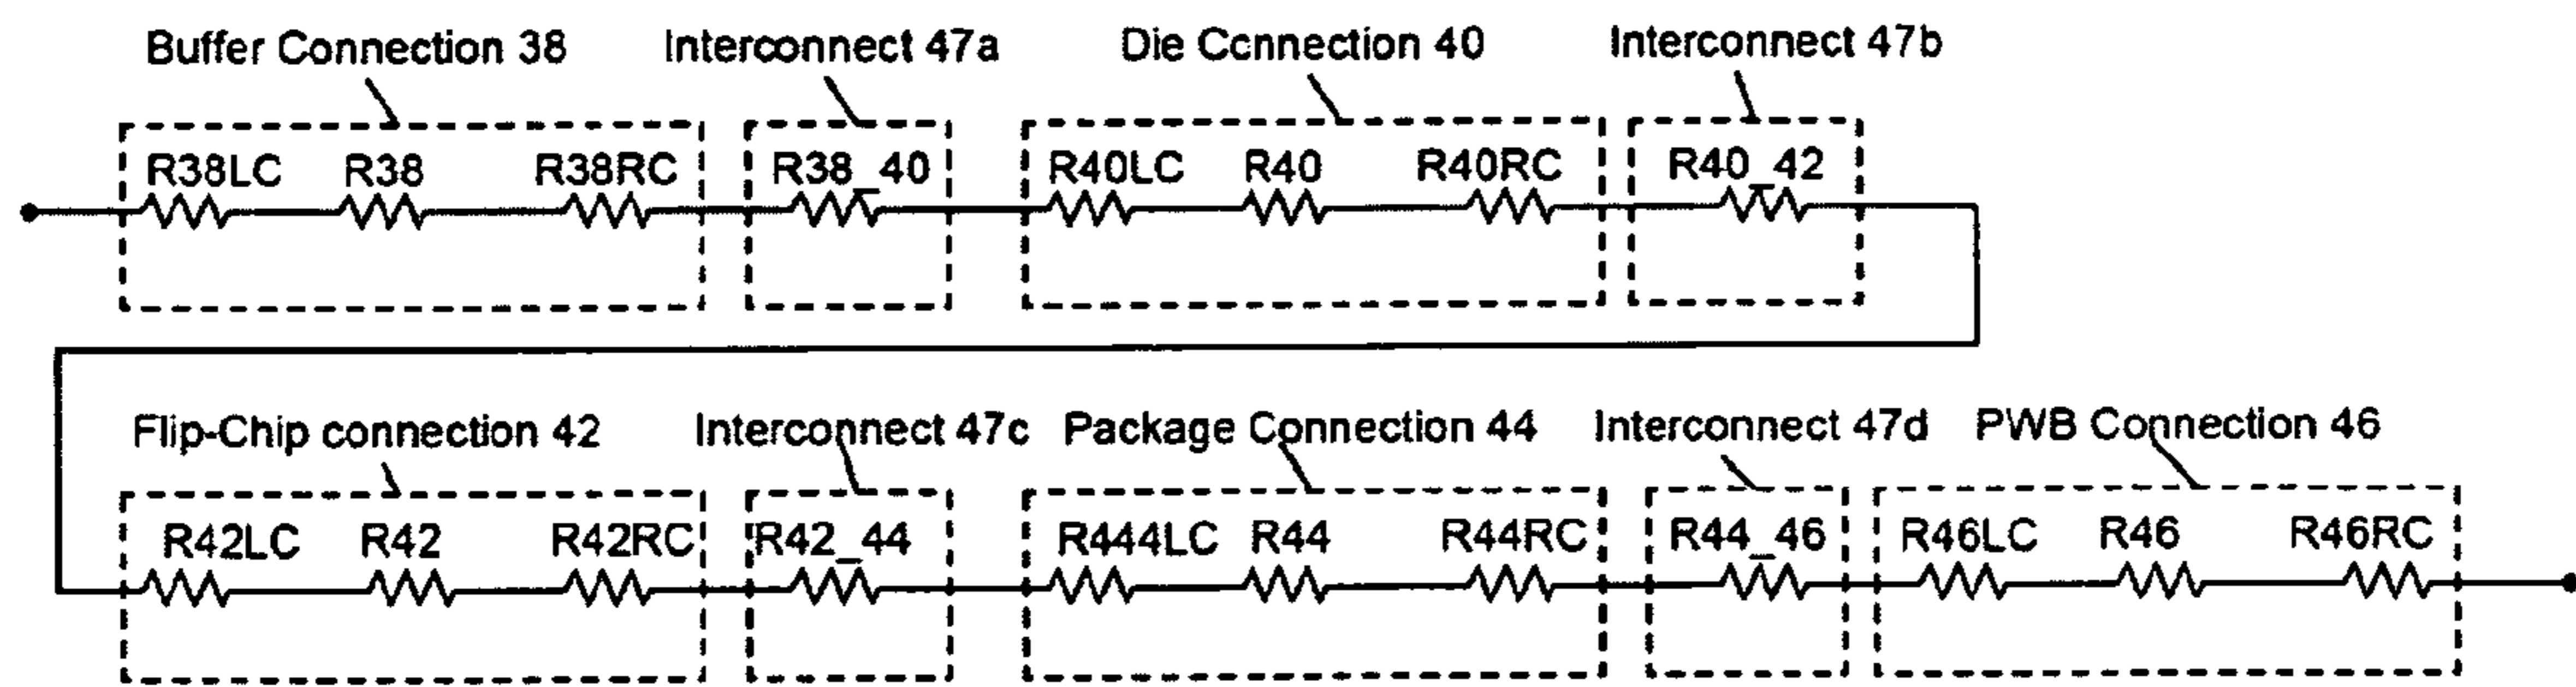 Buffer Connection 38 Interconnect 47a Die Connection 40 Interconnect 47b
R38LC R38 R38RC R38_40 R40LC R40 R40RC R40_42
Flip-Chip connection 42 Interconnect 47c Package Connection 44 Interconnect 47d PWB Connection 46
R42LC R42 R42RC R42_44 R444LC R44 R44RC R44_46 R46LC R46 R46RC